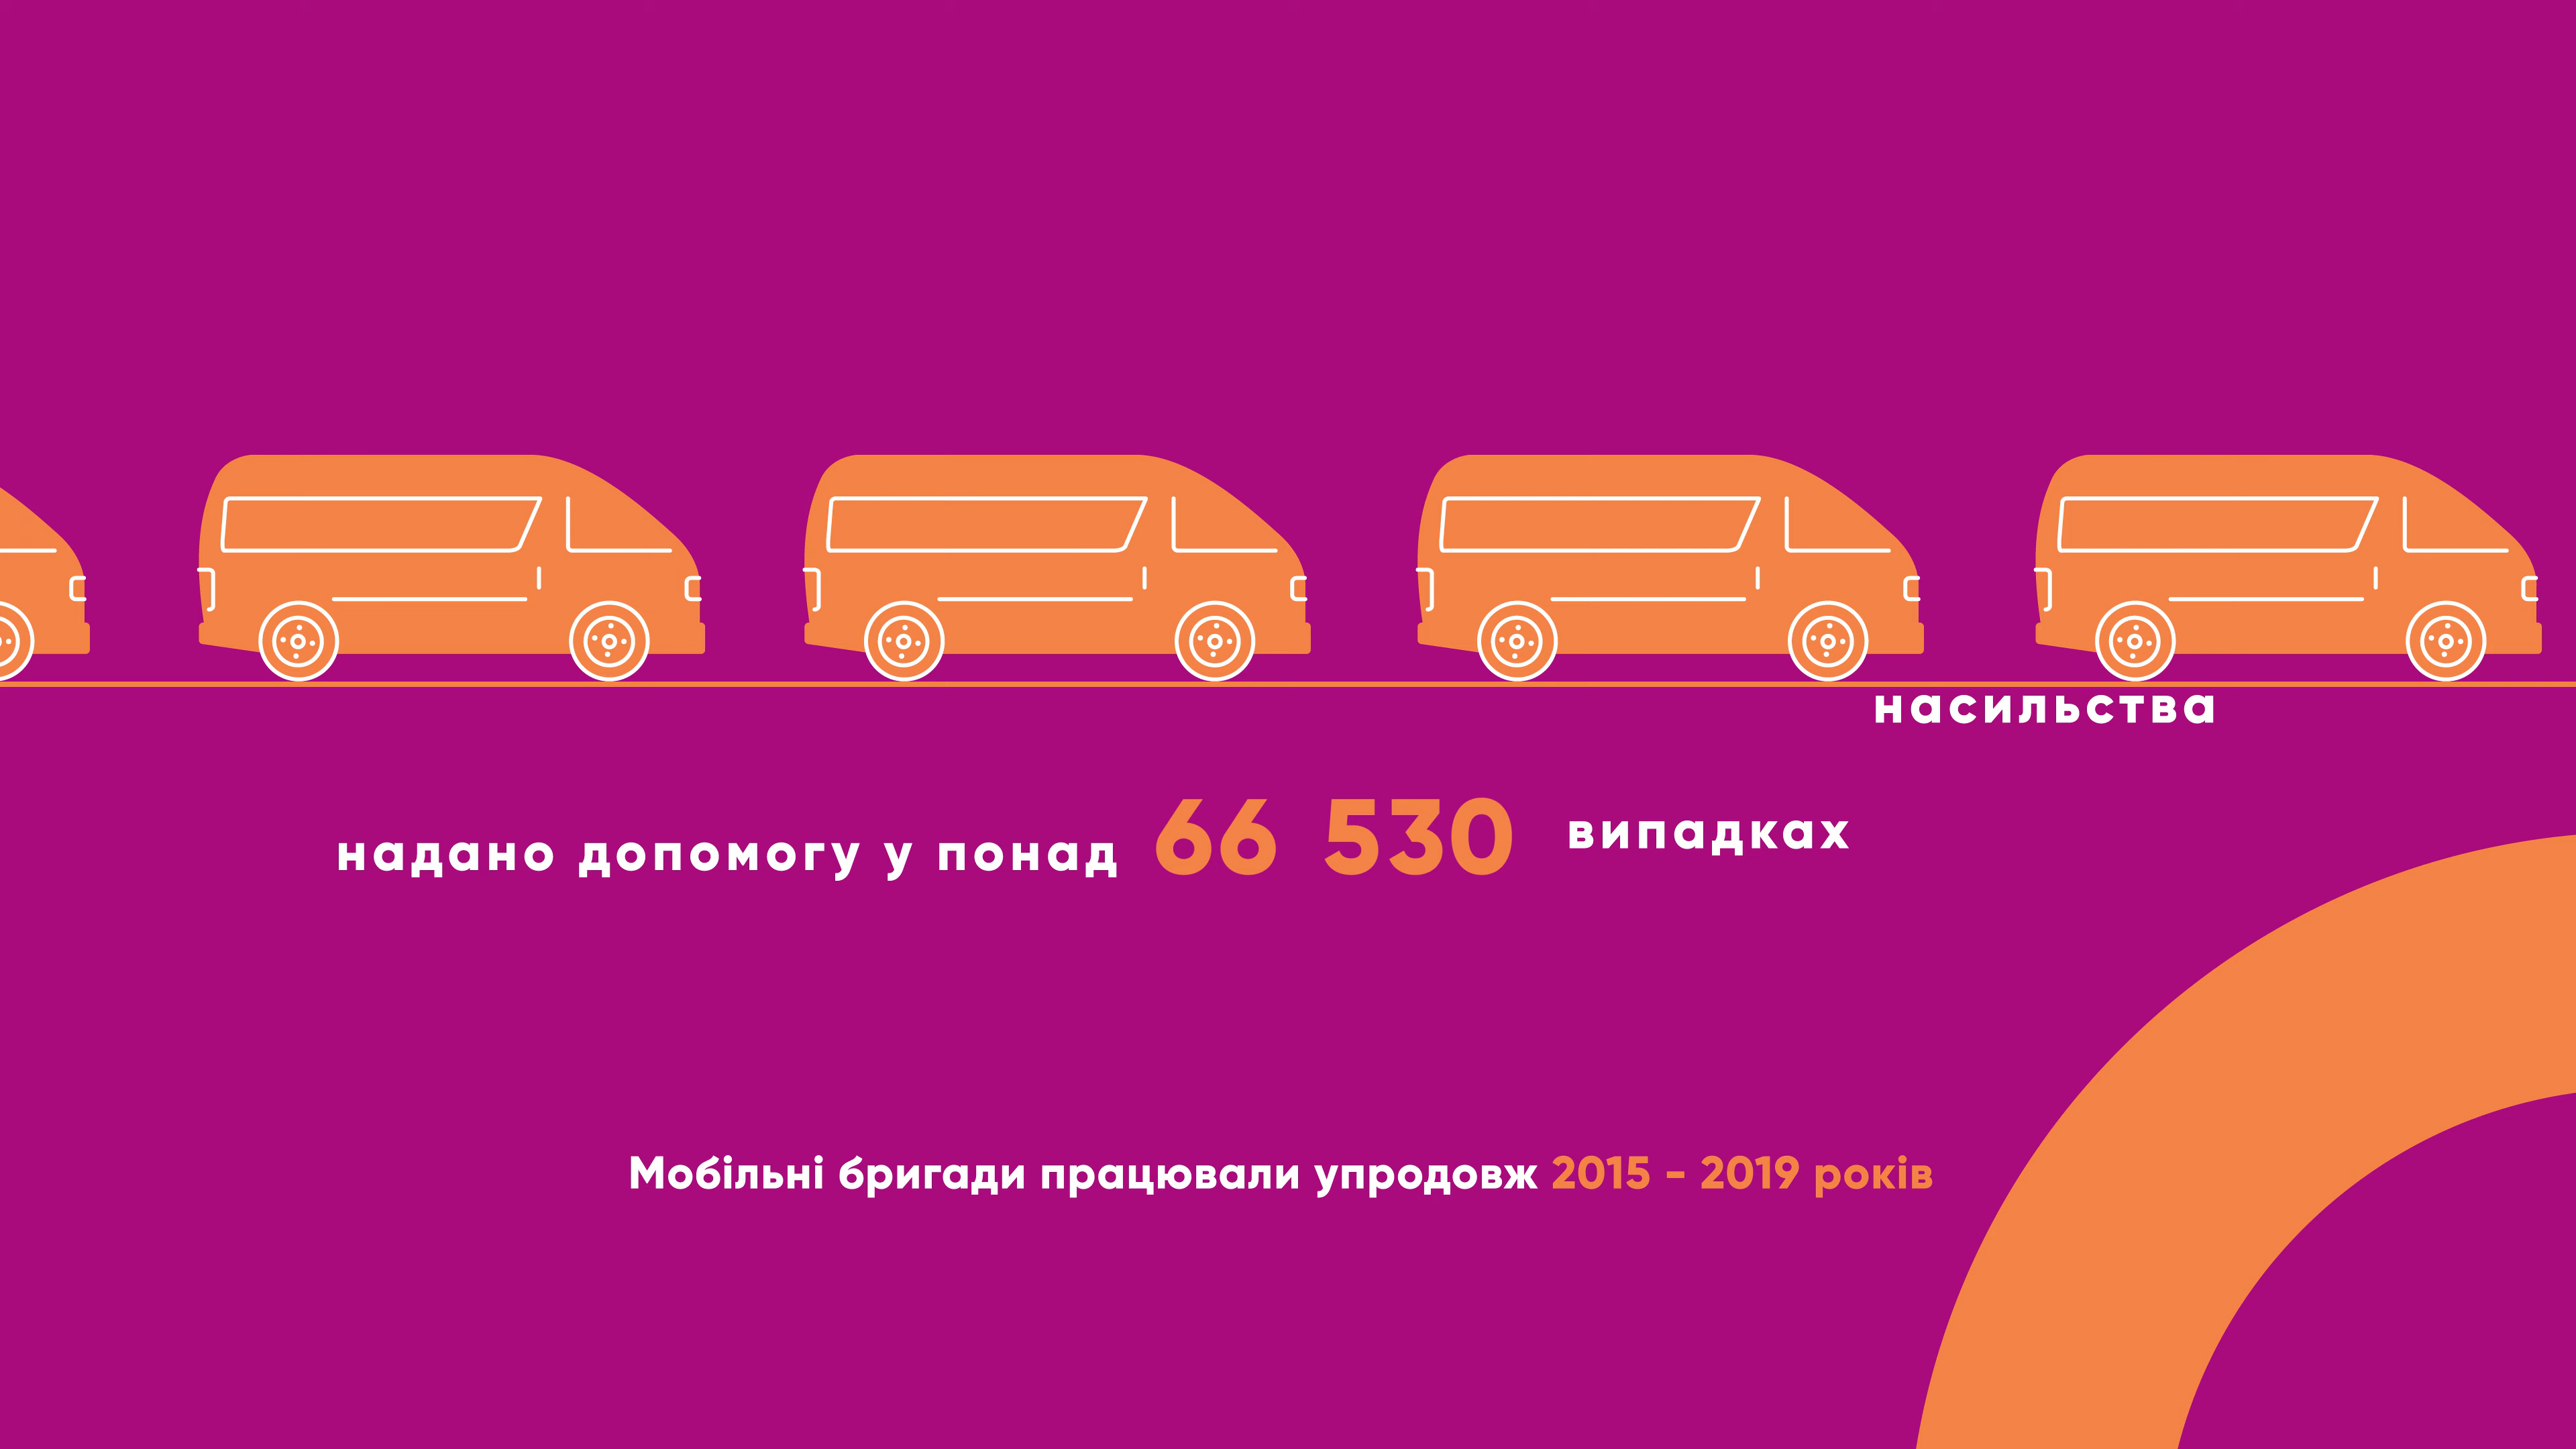 надано допомогу у понад 66 530 випадках
насильства
Мобільні бригади працювали упродовж 2015 - 2019 років